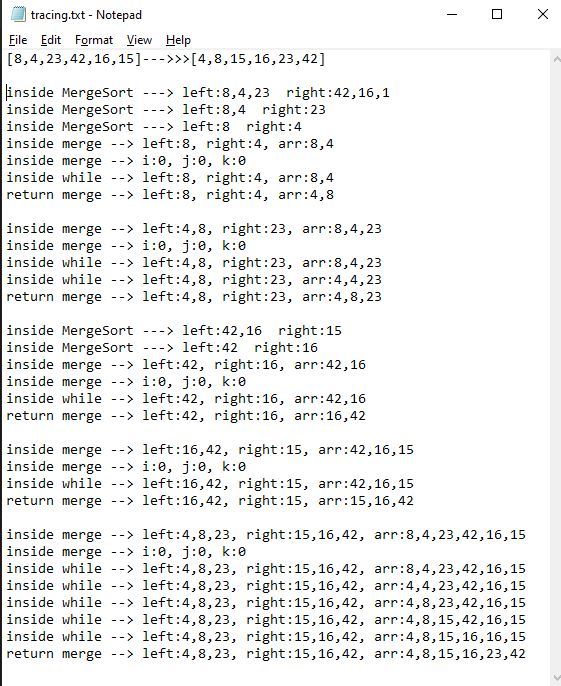 tracing.txt - Notepad
File Edit Format View Help
[8,4,23,42,16,15]--->>>[4,8,15,16,23,42]
inside MergeSort ---> left:8,4,23  right:42,16,1
inside MergeSort ---> left:8,4  right:23
inside MergeSort ---> left:8  right:4
inside merge --> left:8, right:4, arr:8,4
inside merge --> i:0, j:0, k:0
inside while --> left:8, right:4, arr:8,4
return merge --> left:8, right:4, arr:4,8
inside merge --> left:4,8, right:23, arr:8,4,23
inside merge --> i:0, j:0, k:0
inside while --> left:4,8, right:23, arr:8,4,23
inside while --> left:4,8, right:23, arr:4,4,23
return merge --> left:4,8, right:23, arr:4,8,23
inside MergeSort ---> left:42,16  right:15
inside MergeSort ---> left:42  right:16
inside merge --> left:42, right:16, arr:42,16
inside merge --> i:0, j:0, k:0
inside while --> left:42, right:16, arr:42,16
return merge --> left:42, right:16, arr:16,42
inside merge --> left:16,42, right:15, arr:42,16,15
inside merge --> i:0, j:0, k:0
inside while --> left:16,42, right:15, arr:42,16,15
return merge --> left:16,42, right:15, arr:15,16,42
inside merge --> left:4,8,23, right:15,16,42, arr:8,4,23,42,16,15
inside merge --> i:0, j:0, k:0
inside while --> left:4,8,23, right:15,16,42, arr:8,4,23,42,16,15
inside while --> left:4,8,23, right:15,16,42, arr:4,4,23,42,16,15
inside while --> left:4,8,23, right:15,16,42, arr:4,8,23,42,16,15
inside while --> left:4,8,23, right:15,16,42, arr:4,8,15,42,16,15
inside while --> left:4,8,23, right:15,16,42, arr:4,8,15,16,16,15
return merge --> left:4,8,23, right:15,16,42, arr:4,8,15,16,23,42